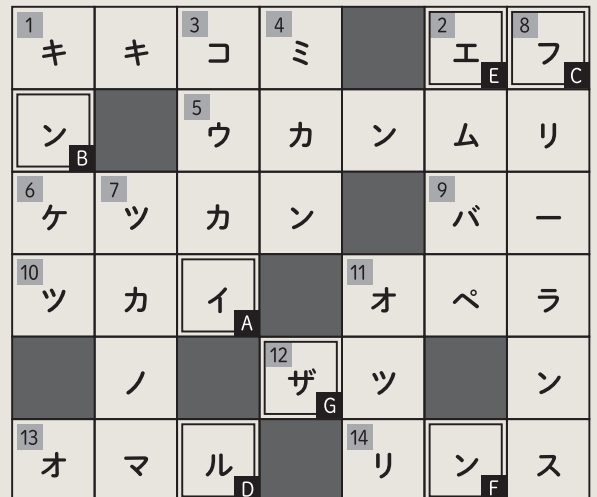 1 キ キ 3 コ 4 ミ 2 エ E 8 フ C
ン B 5 ウ カ ン ム リ
6 ケ 7 ツ カ ン 9 バ ー
10 ツ カ イ A 11 オ ペ ラ
ノ 12 ザ G ツ ン
13 オ マ ル D 14 リ ン F ス